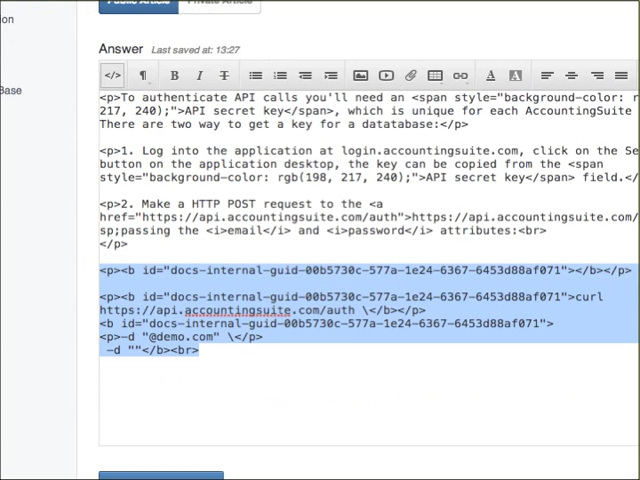 ion
Public Article Private Article
Base
Answer Last saved at: 13:27
</> ¶ B I T A A
<p>To authenticate API calls you'll need an <span style="background-color: r
217, 240);">API secret key</span>, which is unique for each AccountingSuite
There are two way to get a key for a datatabase:</p>
<p>1. Log into the application at login.accountingsuite.com, click on the Se
button on the application desktop, the key can be copied from the <span
style="background-color: rgb(198, 217, 240);">API secret key</span> field.</
<p>2. Make a HTTP POST request to the <a
href="https://api.accountingsuite.com/auth">https://api.accountingsuite.com/
sp;passing the <i>email</i> and <i>password</i> attributes:<br>
</p>
<p><b id="docs-internal-guid-00b5730c-577a-1e24-6367-6453d88af071"></b></p>
<p><b id="docs-internal-guid-00b5730c-577a-1e24-6367-6453d88af071">curl
https://api.accountingsuite.com/auth \</b></p>
<b id="docs-internal-guid-00b5730c-577a-1e24-6367-6453d88af071">
<p>-d "@demo.com" \</p>
-d ""</b><br>